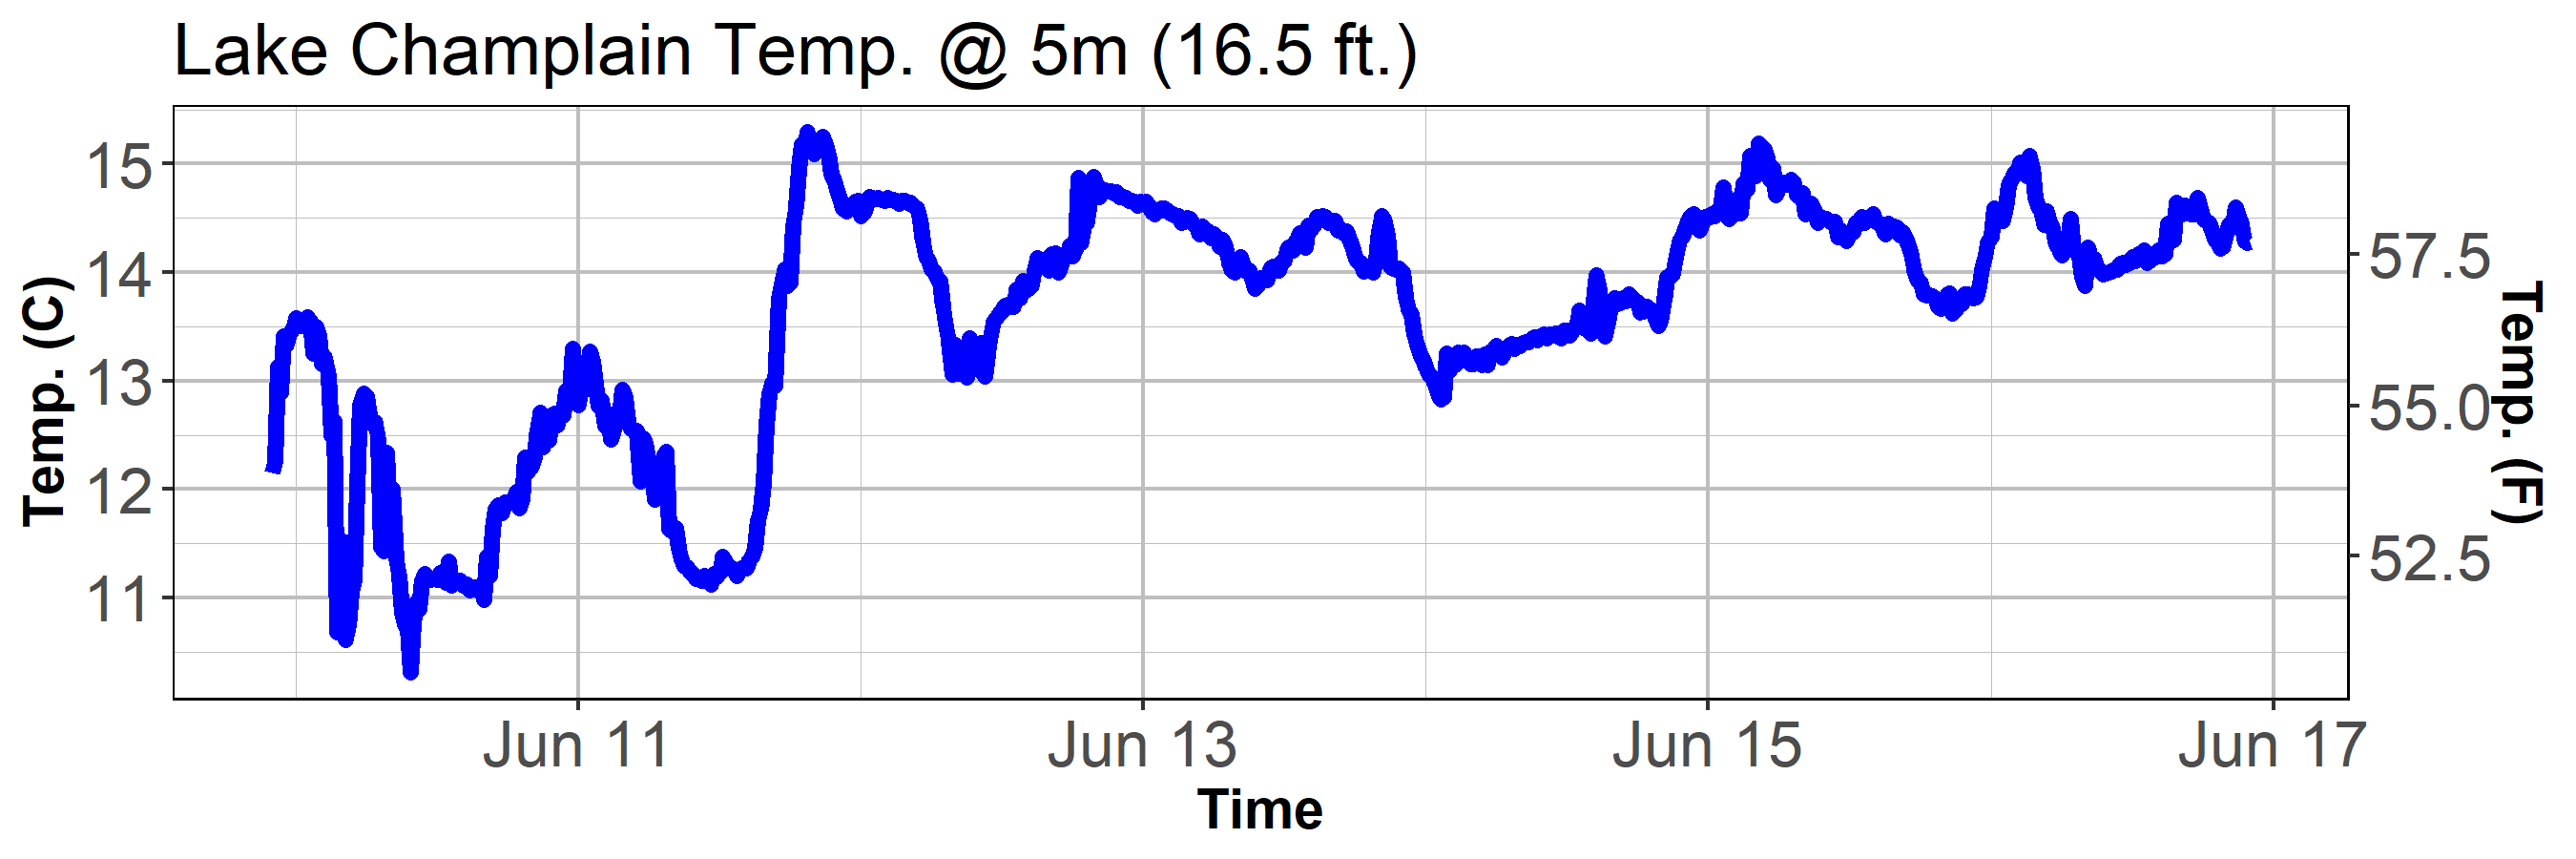 Lake Champlain Temp. @ 5m (16.5 ft.)
Temp. (C)
15
14
13
12
11
57.5
55.0
52.5
Temp. (F)
Jun 11
Jun 13
Jun 15
Jun 17
Time